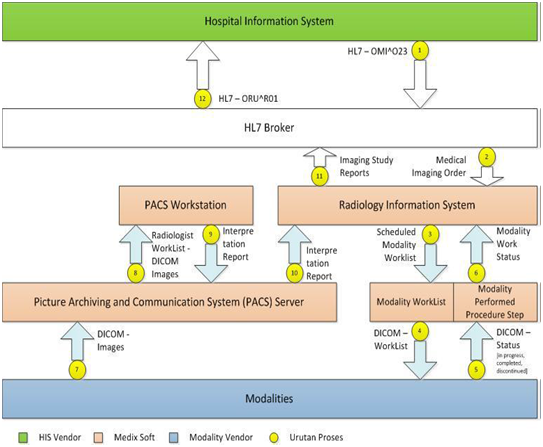 Hospital Information System
HL7 – OMI^O23
1
12
HL7 – ORU^R01
HL7 Broker
2
Imaging Study
Reports
11
Medical
Imaging Order
PACS Workstation
Radiology Information System
Radiologist
WorkList -
DICOM
Images
8
9
Interpre
tation
Report
10
Interpre
tation
Report
Scheduled
Modality
Worklist
3
Modality
Work Status
6
Picture Archiving and Communication System (PACS) Server
Modality WorkList
Modality
Performed
Procedure Step
DICOM -
Images
7
DICOM –
WorkList
4
DICOM –
Status
[in progress,
completed,
discontinued]
5
Modalities
HIS Vendor
Medix Soft
Modality Vendor
Urutan Proses